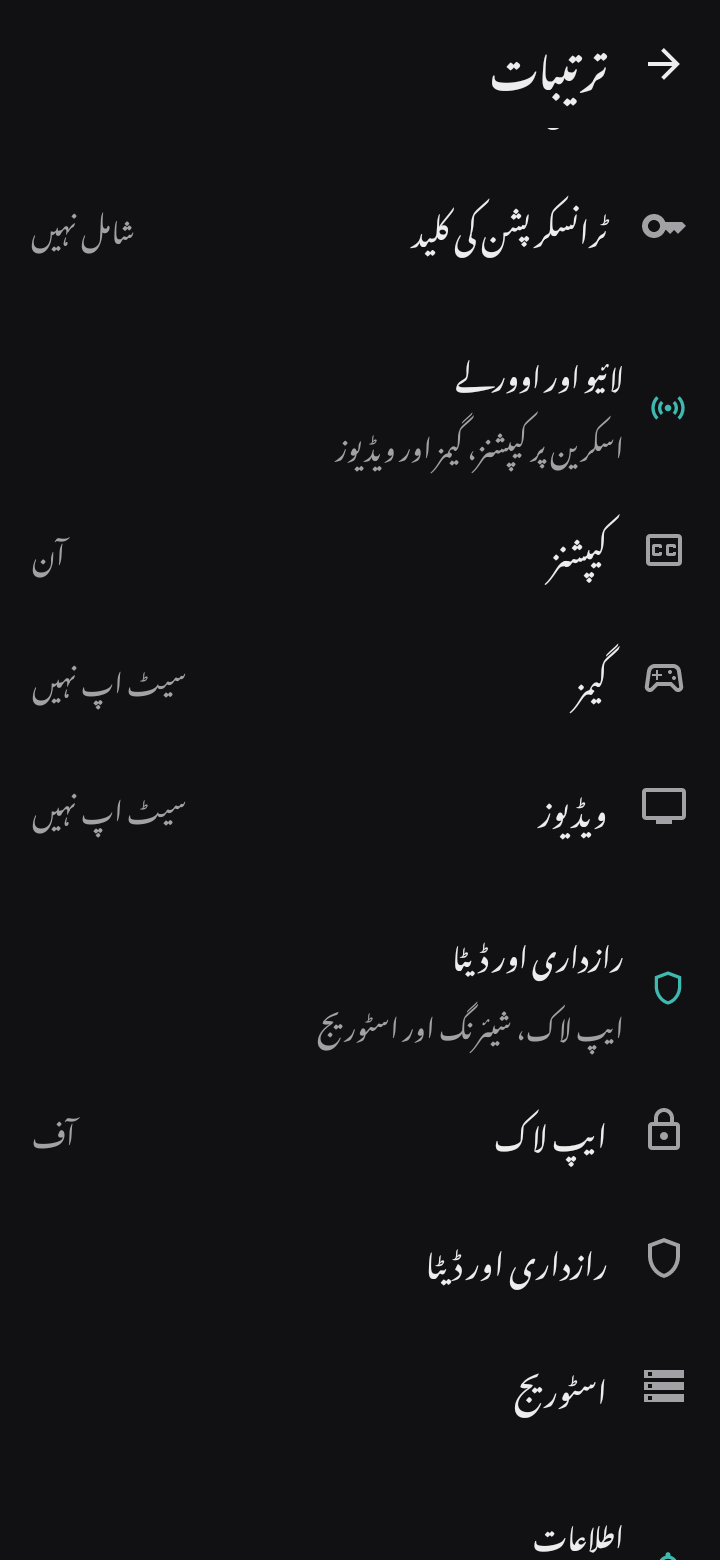 ترتیبات
ٹرانسکرپشن کی کلید
شامل نہیں
لائیو اور اوورلے
اسکرین پر کیپشنز، گیمز اور ویڈیوز
کیپشنز
آن
گیمز
سیٹ اپ نہیں
ویڈیوز
سیٹ اپ نہیں
رازداری اور ڈیٹا
ایپ لاک، شیئرنگ اور اسٹوریج
ایپ لاک
آف
رازداری اور ڈیٹا
اسٹوریج
اطلاعات